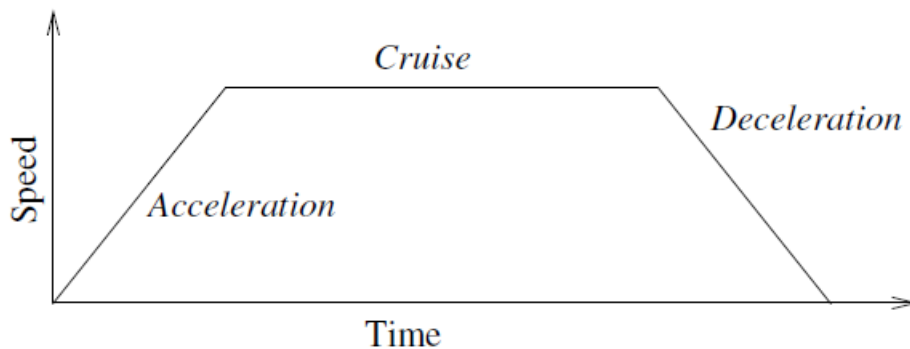 Cruise
Deceleration
Speed
Acceleration
Time